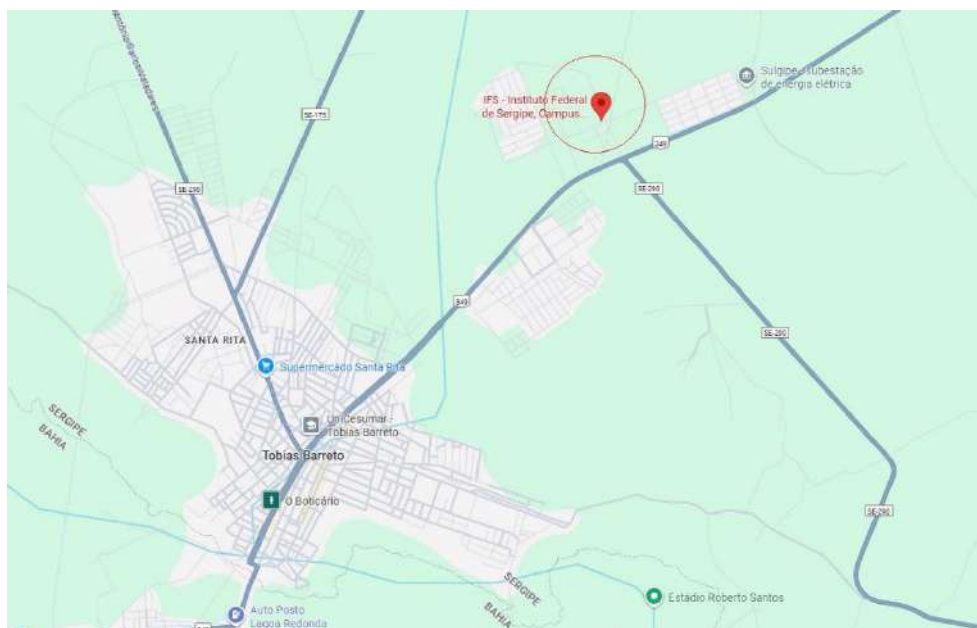 SE-175
SE-290
IFS - Instituto Federal
de Sergipe, Campus...
Sulgipe - subestação
de energia elétrica
349
SE-290
349
SE-290
SANTA RITA
Supermercado Santa Rita
UniCesumar -
Tobias Barreto
Tobias Barreto
SERGIPE
BAHIA
O Boticário
SE-290
SERGIPE
BAHIA
Estádio Roberto Santos
Auto Posto
Lagoa Redonda